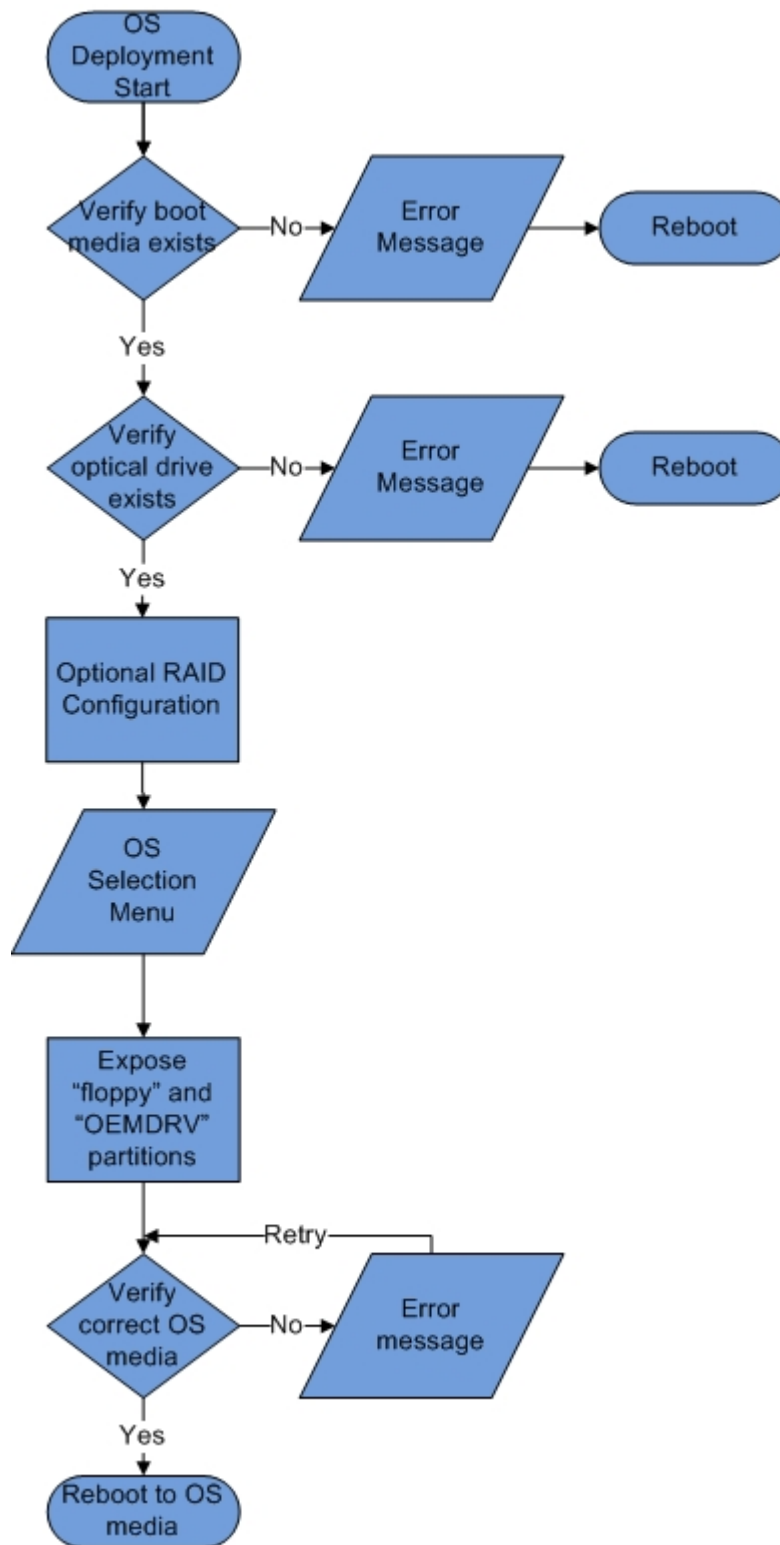 OS
Deployment
Start
Verify boot
media exists
No
Error
Message
Reboot
Yes
Verify
optical drive
exists
No
Error
Message
Reboot
Yes
Optional RAID
Configuration
OS
Selection
Menu
Expose
“floppy” and
“OEMDRV”
partitions
Retry
Verify
correct OS
media
No
Error
message
Yes
Reboot to OS
media